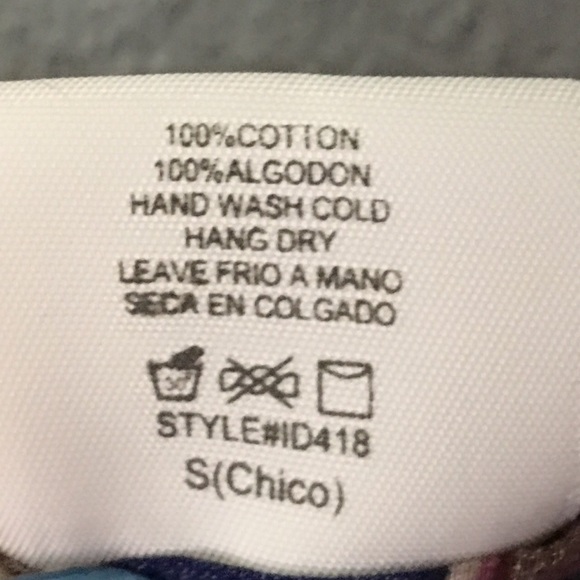 100%COTTON
100%ALGODON
HAND WASH COLD
HANG DRY
LEAVE FRIO A MANO
SECA EN COLGADO
30°
STYLE#ID418
S(Chico)